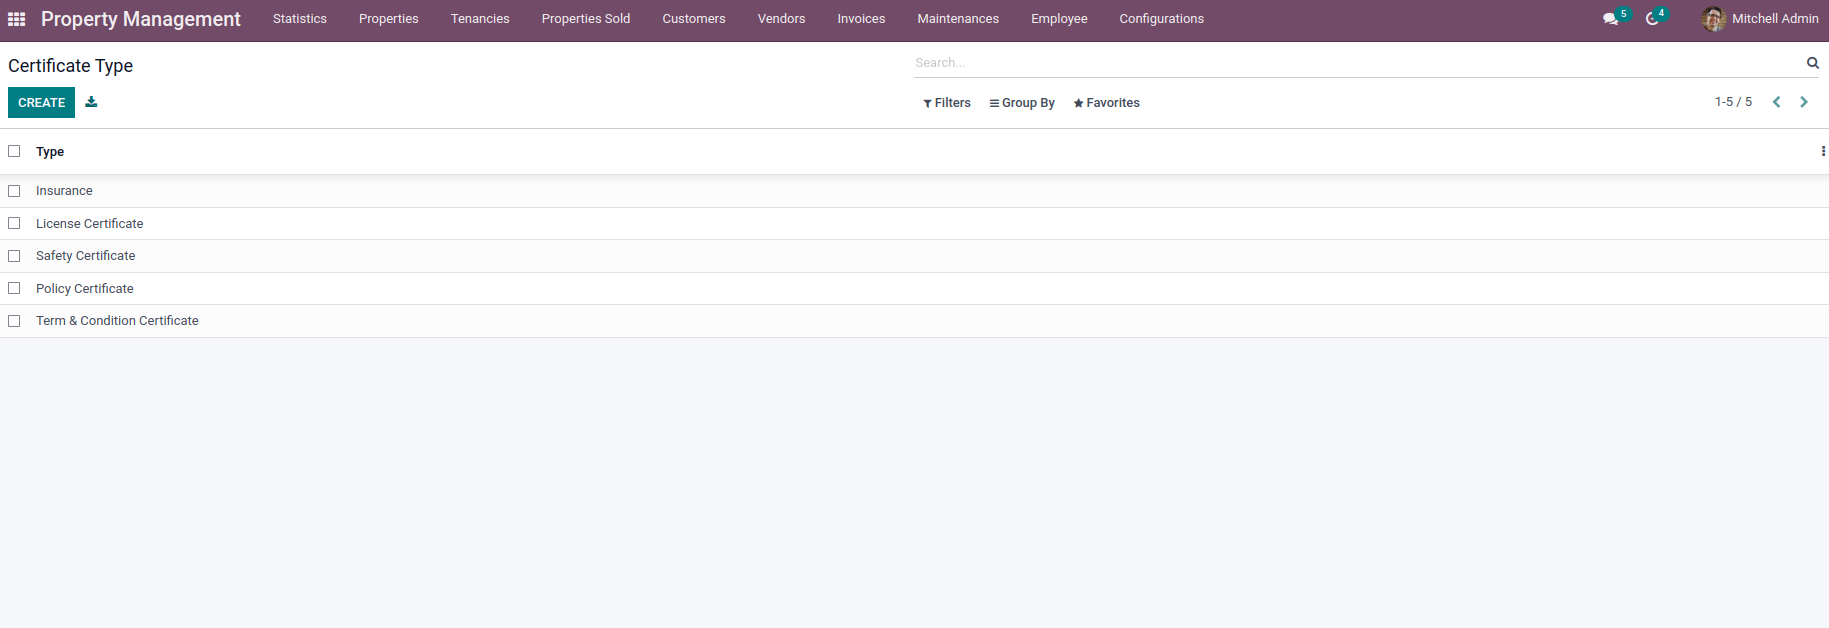 Property Management Statistics Properties Tenancies Properties Sold Customers Vendors Invoices Maintenances Employee Configurations 5 4 Mitchell Admin
Certificate Type Search...
CREATE Filters Group By Favorites 1-5 / 5
Type
Insurance
License Certificate
Safety Certificate
Policy Certificate
Term & Condition Certificate